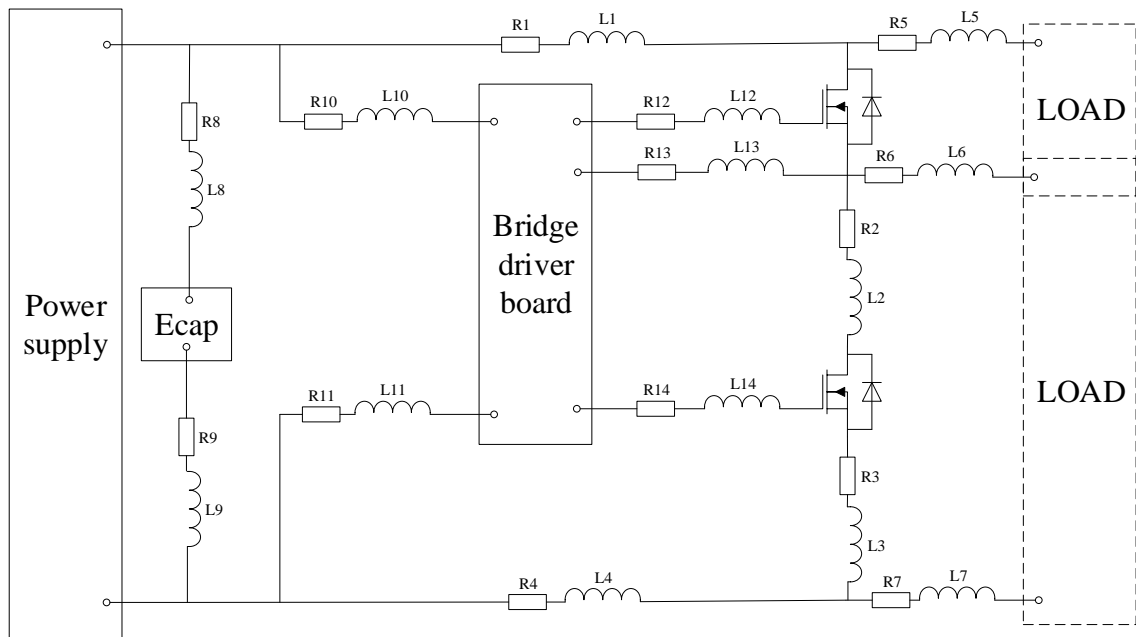 R1
L1
R5
L5
R10
L10
R12
L12
LOAD
R8
R13
L13
R6
L6
L8
Bridge
driver
board
R2
L2
Power
supply
Ecap
R11
L11
R14
L14
LOAD
R9
R3
L9
L3
R4
L4
R7
L7